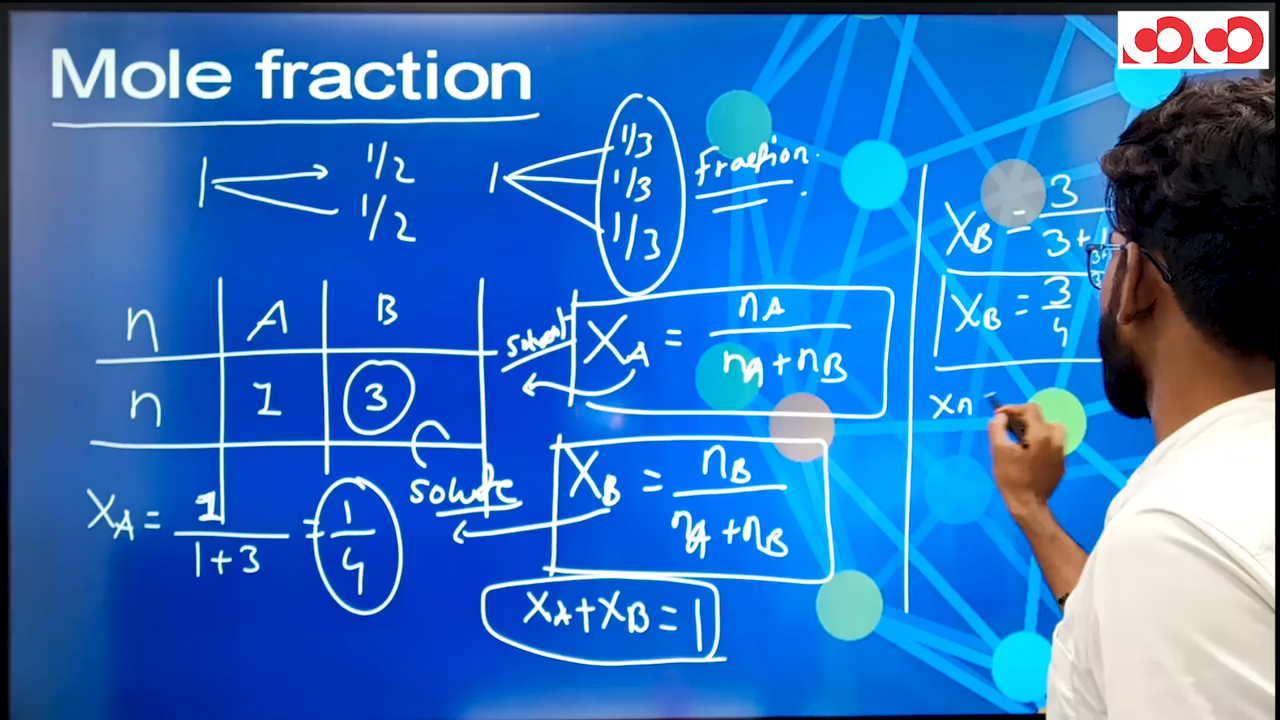 Mole fraction
1 1/2
1/2
1 1/3
1/3
1/3
Fraction.
n A B
n 1 3
XA = 1/1+3 = 1/4
solvent
XA = nA/nA+nB
solute
XB = nB/nA+nB
XA+XB=1
XB = 3/3+1
XB = 3/4
XA =